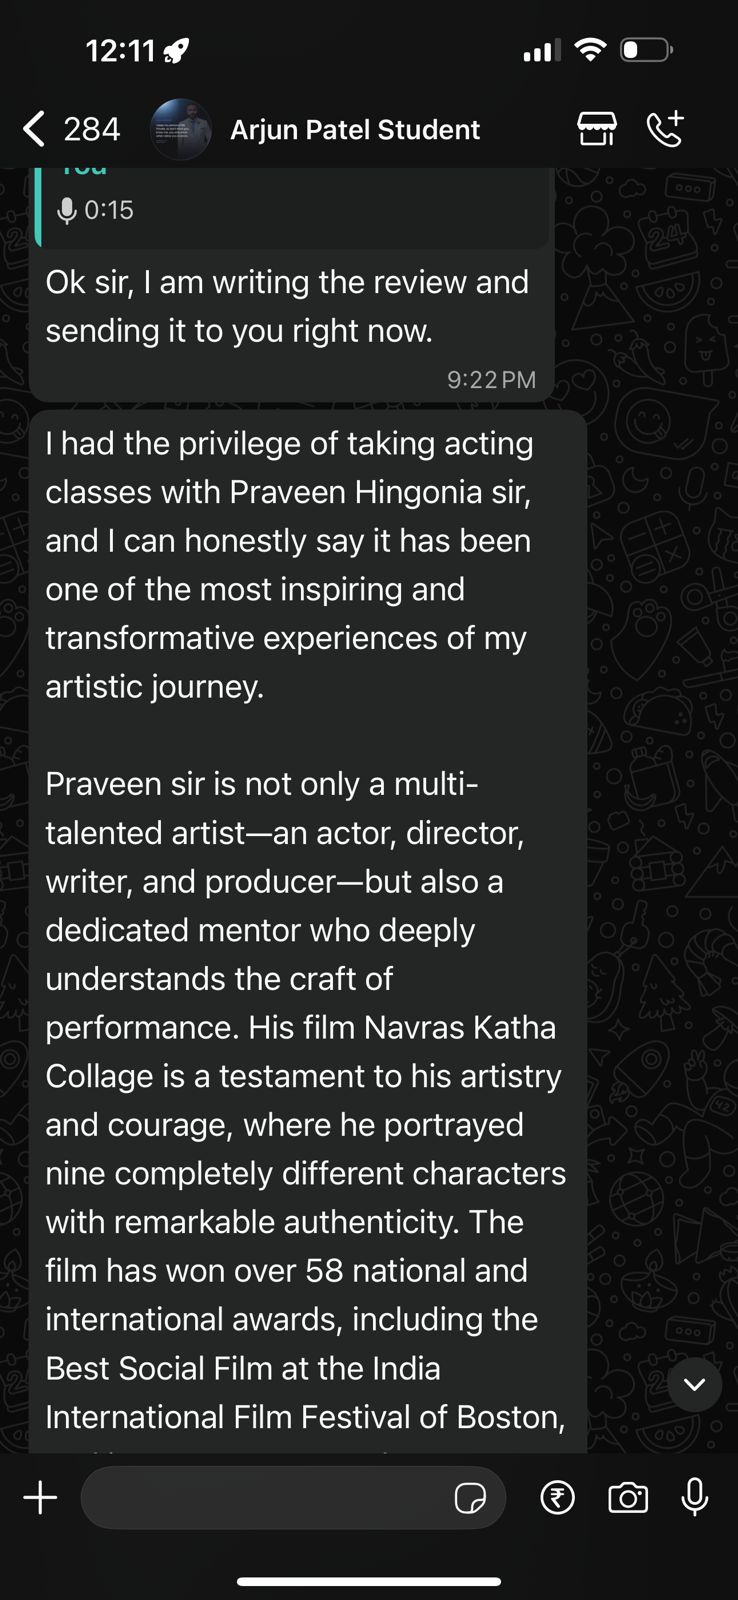 12:11
284
Arjun Patel Student
You
0:15
Ok sir, I am writing the review and
sending it to you right now.
9:22 PM
I had the privilege of taking acting
classes with Praveen Hingonia sir,
and I can honestly say it has been
one of the most inspiring and
transformative experiences of my
artistic journey.
Praveen sir is not only a multi-
talented artist—an actor, director,
writer, and producer—but also a
dedicated mentor who deeply
understands the craft of
performance. His film Navras Katha
Collage is a testament to his artistry
and courage, where he portrayed
nine completely different characters
with remarkable authenticity. The
film has won over 58 national and
international awards, including the
Best Social Film at the India
International Film Festival of Boston,